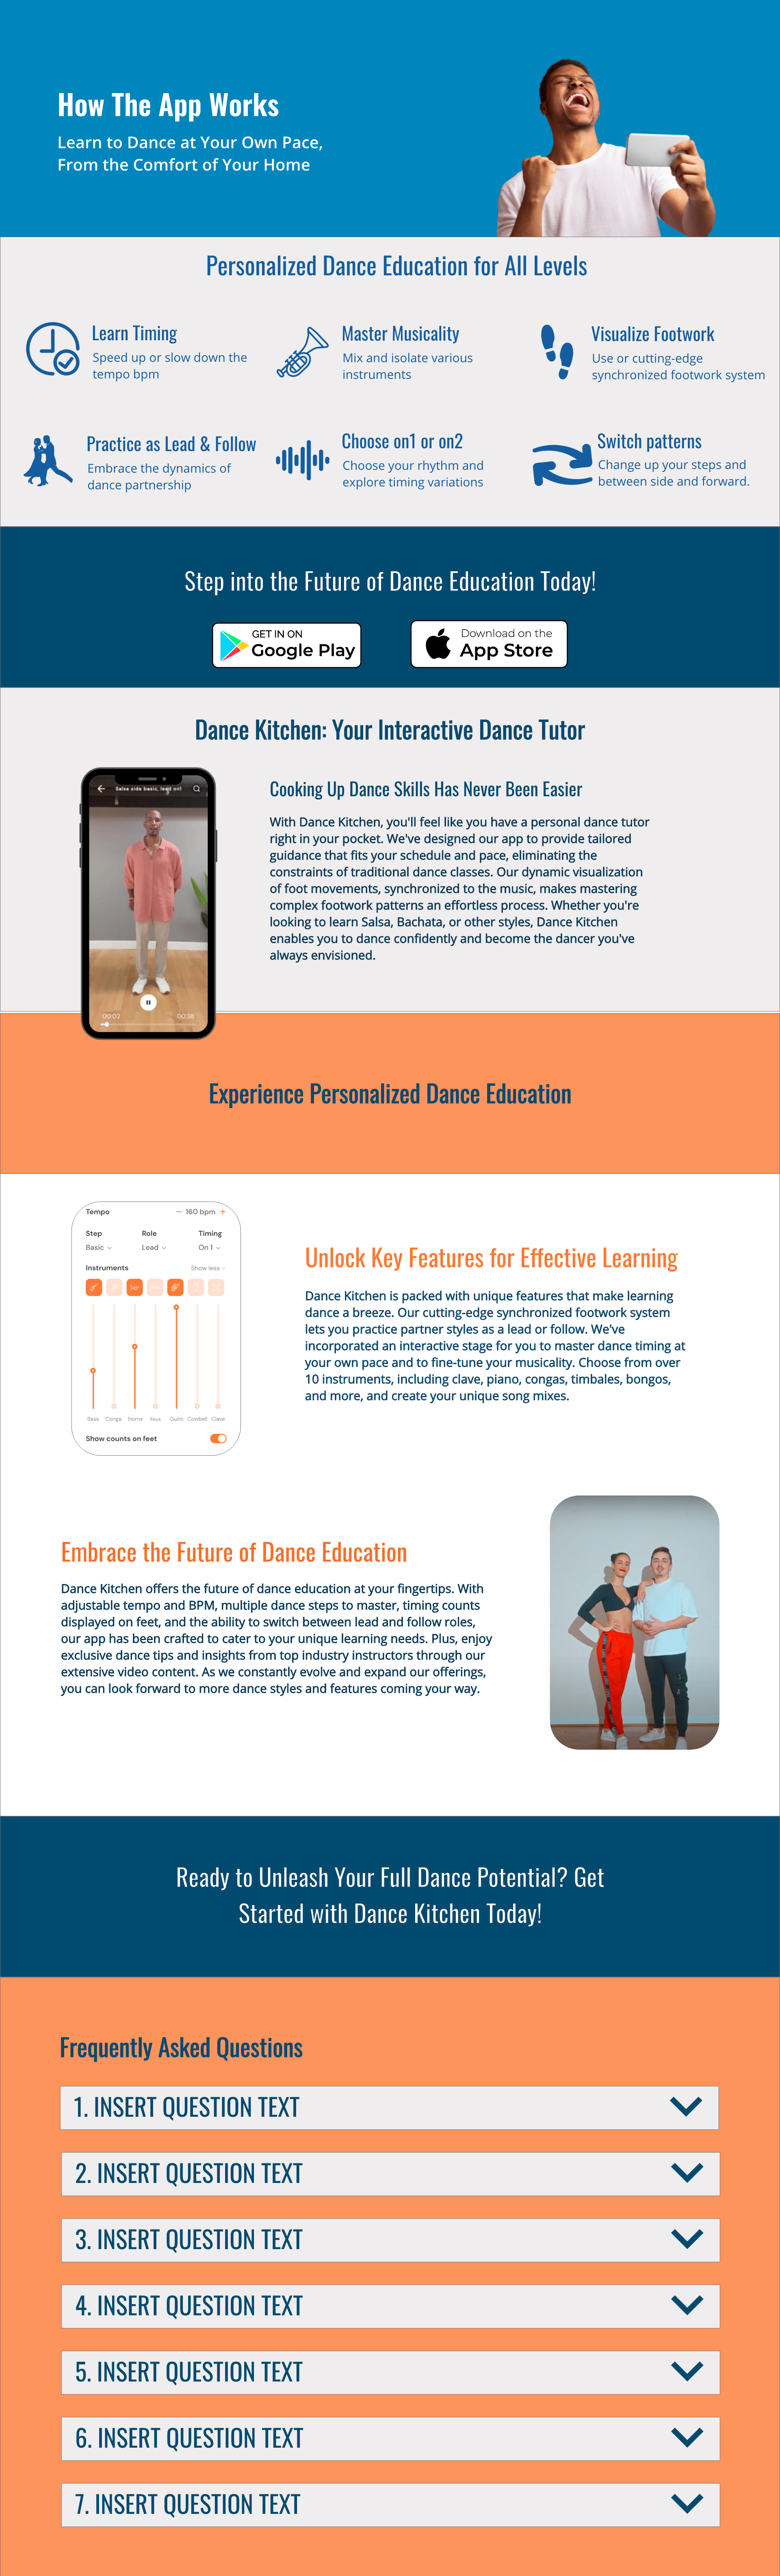 How The App Works
Learn to Dance at Your Own Pace,
From the Comfort of Your Home
Personalized Dance Education for All Levels
Learn Timing
Speed up or slow down the
tempo bpm
Master Musicality
Mix and isolate various
instruments
Visualize Footwork
Use or cutting-edge
synchronized footwork system
Practice as Lead & Follow
Embrace the dynamics of
dance partnership
Choose on1 or on2
Choose your rhythm and
explore timing variations
Switch patterns
Change up your steps and
between side and forward.
Step into the Future of Dance Education Today!
GET IN ON
Google Play
Download on the
App Store
Dance Kitchen: Your Interactive Dance Tutor
Salsa side basic, lead on1
00:02
00:38
Cooking Up Dance Skills Has Never Been Easier
With Dance Kitchen, you'll feel like you have a personal dance tutor
right in your pocket. We've designed our app to provide tailored
guidance that fits your schedule and pace, eliminating the
constraints of traditional dance classes. Our dynamic visualization
of foot movements, synchronized to the music, makes mastering
complex footwork patterns an effortless process. Whether you're
looking to learn Salsa, Bachata, or other styles, Dance Kitchen
enables you to dance confidently and become the dancer you've
always envisioned.
Experience Personalized Dance Education
Tempo
− 160 bpm +
Step Role Timing
Basic Lead On 1
Instruments
Show less
Bass Conga Horns Keys Guiro Cowbell Clave
Show counts on feet
Unlock Key Features for Effective Learning
Dance Kitchen is packed with unique features that make learning
dance a breeze. Our cutting-edge synchronized footwork system
lets you practice partner styles as a lead or follow. We've
incorporated an interactive stage for you to master dance timing at
your own pace and to fine-tune your musicality. Choose from over
10 instruments, including clave, piano, congas, timbales, bongos,
and more, and create your unique song mixes.
Embrace the Future of Dance Education
Dance Kitchen offers the future of dance education at your fingertips. With
adjustable tempo and BPM, multiple dance steps to master, timing counts
displayed on feet, and the ability to switch between lead and follow roles,
our app has been crafted to cater to your unique learning needs. Plus, enjoy
exclusive dance tips and insights from top industry instructors through our
extensive video content. As we constantly evolve and expand our offerings,
you can look forward to more dance styles and features coming your way.
Ready to Unleash Your Full Dance Potential? Get
Started with Dance Kitchen Today!
Frequently Asked Questions
1. INSERT QUESTION TEXT
2. INSERT QUESTION TEXT
3. INSERT QUESTION TEXT
4. INSERT QUESTION TEXT
5. INSERT QUESTION TEXT
6. INSERT QUESTION TEXT
7. INSERT QUESTION TEXT